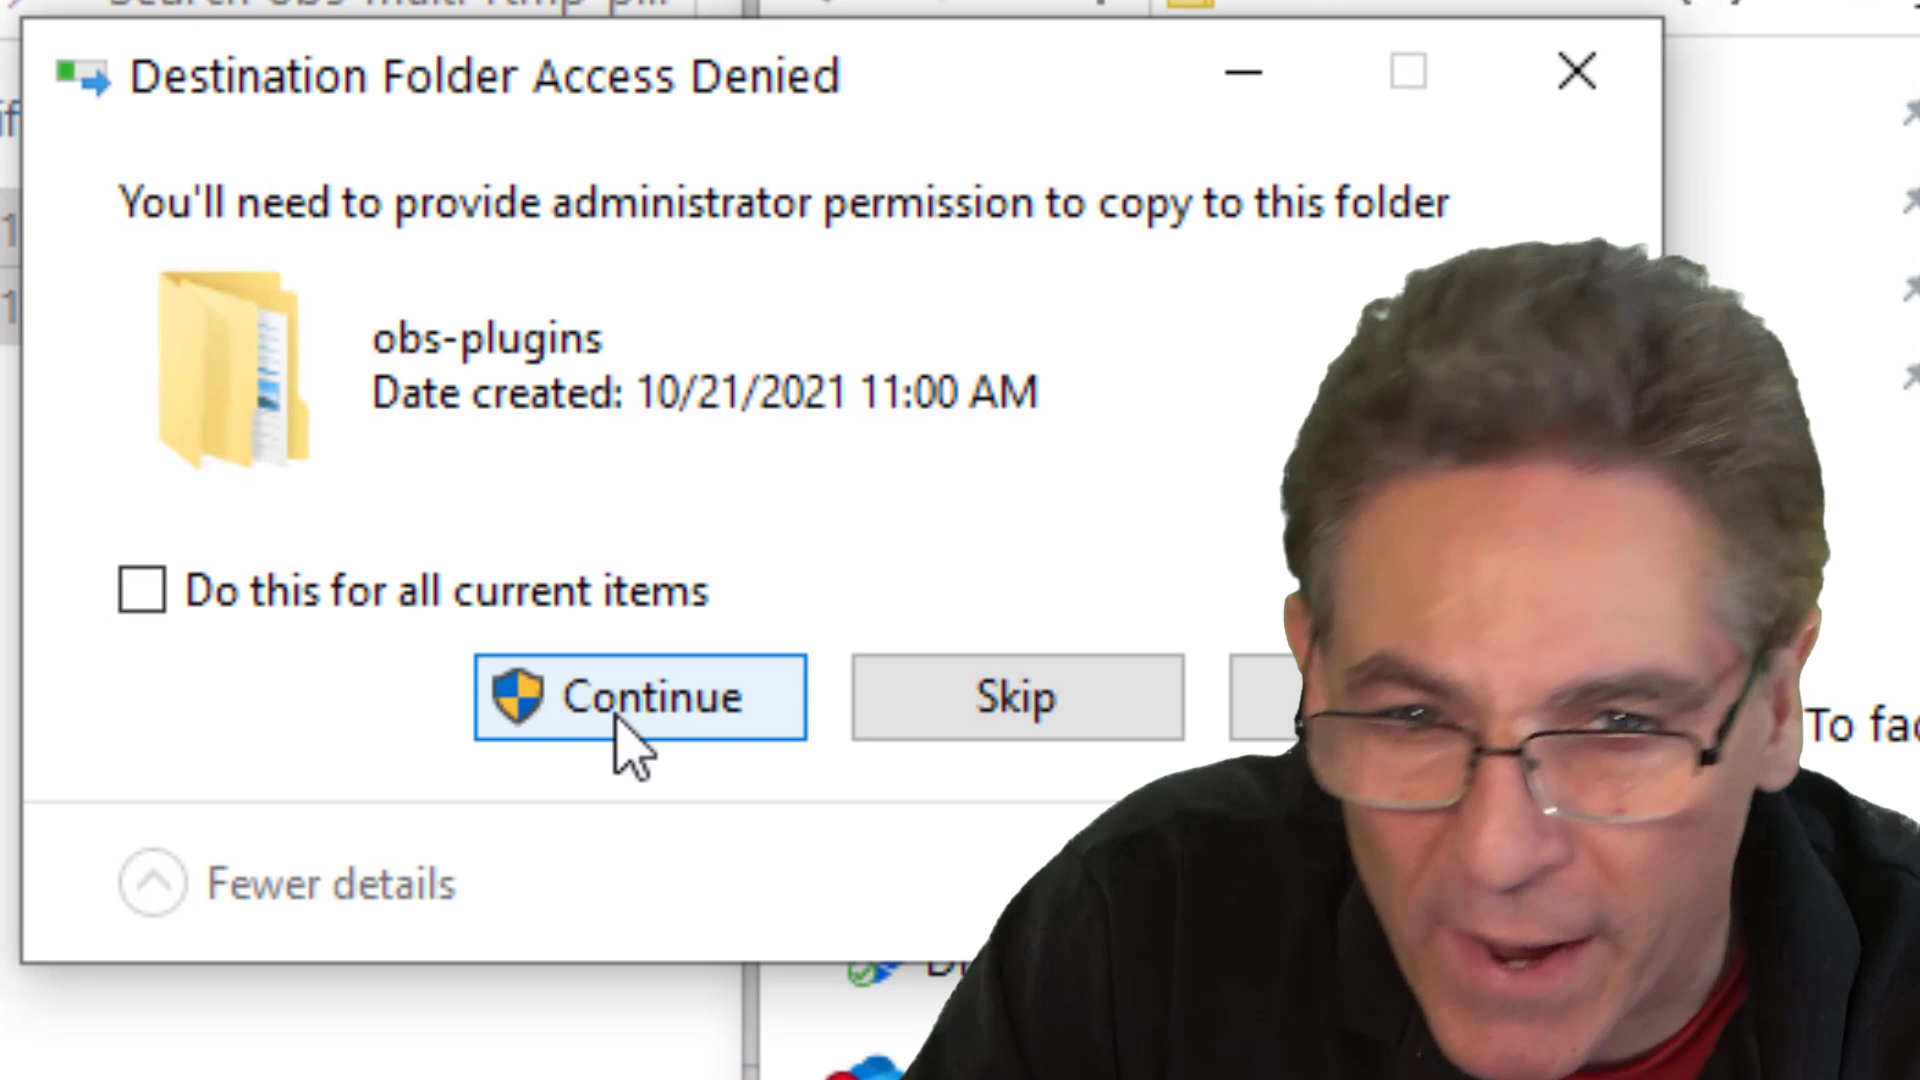 Destination Folder Access Denied
You'll need to provide administrator permission to copy to this folder
obs-plugins
Date created: 10/21/2021 11:00 AM
Do this for all current items
Continue
Skip
To
Fewer details